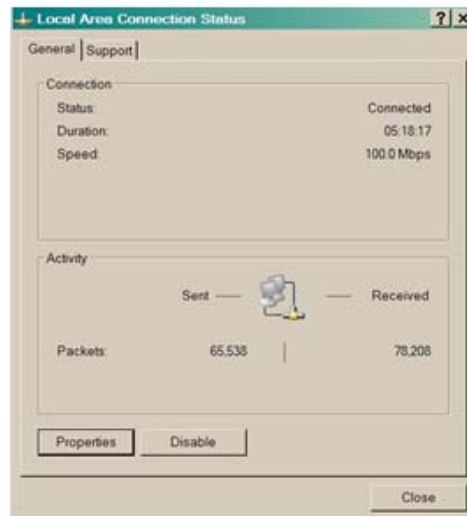 Local Area Connection Status
? x
General Support
Connection
Status: Connected
Duration: 05:18:17
Speed: 100.0 Mbps
Activity
Sent Received
Packets: 65,538 78,208
Properties Disable
Close